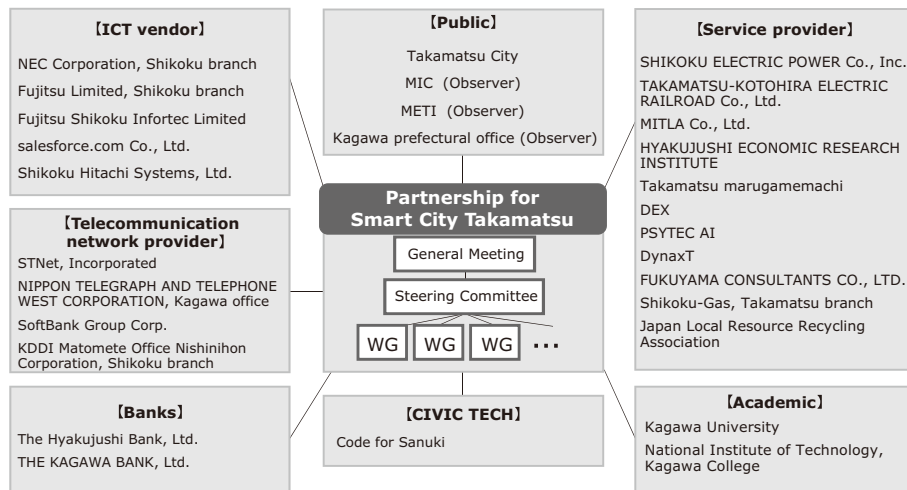 【ICT vendor】
NEC Corporation, Shikoku branch
Fujitsu Limited, Shikoku branch
Fujitsu Shikoku Infortec Limited
salesforce.com Co., Ltd.
Shikoku Hitachi Systems, Ltd.
【Public】
Takamatsu City
MIC (Observer)
METI (Observer)
Kagawa prefectural office (Observer)
【Service provider】
SHIKOKU ELECTRIC POWER Co., Inc.
TAKAMATSU-KOTOHIRA ELECTRIC
RAILROAD Co., Ltd.
MITLA Co., Ltd.
HYAKUJUSHI ECONOMIC RESEARCH
INSTITUTE
Takamatsu marugamemachi
DEX
PSYTEC AI
DynaxT
FUKUYAMA CONSULTANTS CO., LTD.
Shikoku-Gas, Takamatsu branch
Japan Local Resource Recycling
Association
Partnership for
Smart City Takamatsu
General Meeting
Steering Committee
WG WG WG ...
【Telecommunication
network provider】
STNet, Incorporated
NIPPON TELEGRAPH AND TELEPHONE
WEST CORPORATION, Kagawa office
SoftBank Group Corp.
KDDI Matomete Office Nishinihon
Corporation, Shikoku branch
【Banks】
The Hyakujushi Bank, Ltd.
THE KAGAWA BANK, Ltd.
【CIVIC TECH】
Code for Sanuki
【Academic】
Kagawa University
National Institute of Technology,
Kagawa College